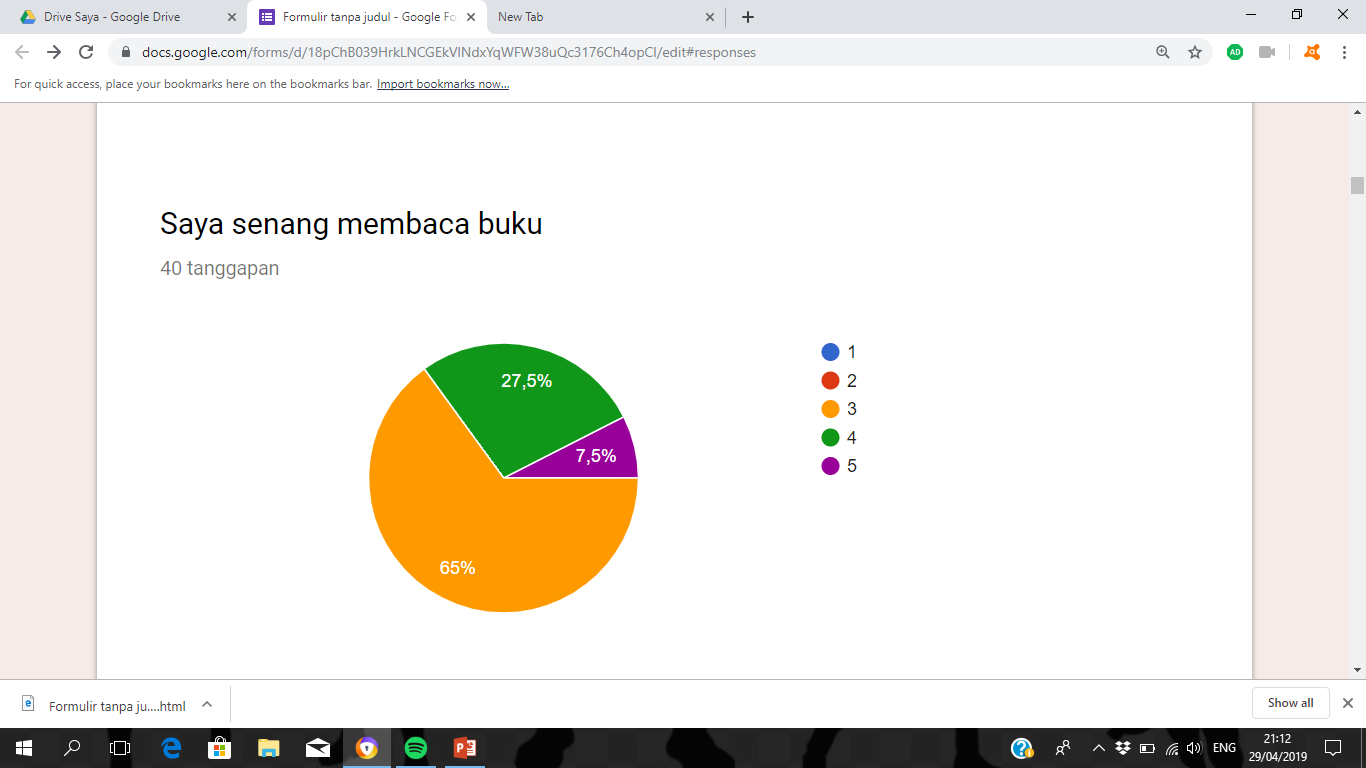 Drive Saya - Google Drive
Formulir tanpa judul - Google Fo
New Tab
docs.google.com/forms/d/18pChB039HrkLNCGEkVINdxYqWFW38uQc3176Ch4opCI/edit#responses
AD
For quick access, place your bookmarks here on the bookmarks bar. Import bookmarks now...
Saya senang membaca buku
40 tanggapan
27,5%
7,5%
65%
1
2
3
4
5
Formulir tanpa ju....html
Show all
ENG
21:12
29/04/2019